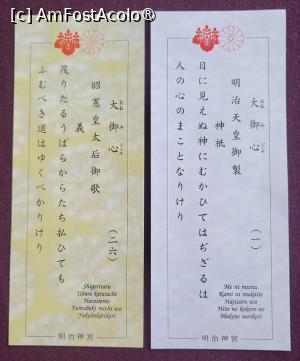 [c] AmFostAcolo®
大御心 (一)
明治天皇御製
神祇
目に見えぬ神にむかひてはぢざるは
人の心のまことなりけり
Me ni mienu
Kami ni mukaite
Hajizaru wa
Hito no kokoro no
Makoto narikeri
明治神宮
大御心 (二六)
昭憲皇太后御歌
義
茂りたるうばらからたち払ひても
ふむべき道はゆくべかりけり
Shigeritaru
Ubara karatachi
Haraitemo
Fumubeki michi wa
Yukubekarikeri
明治神宮